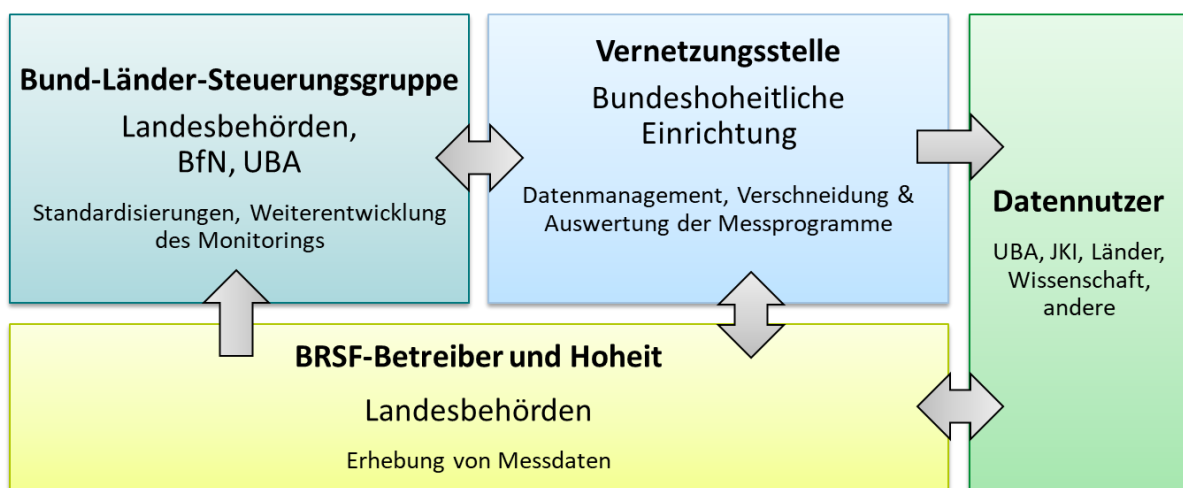 Bund-Länder-Steuerungsgruppe
Landesbehörden,
BfN, UBA
Standardisierungen, Weiterentwicklung
des Monitorings
Vernetzungsstelle
Bundeshoheitliche
Einrichtung
Datenmanagement, Verschneidung &
Auswertung der Messprogramme
Datennutzer
UBA, JKI, Länder,
Wissenschaft,
andere
BRSF-Betreiber und Hoheit
Landesbehörden
Erhebung von Messdaten